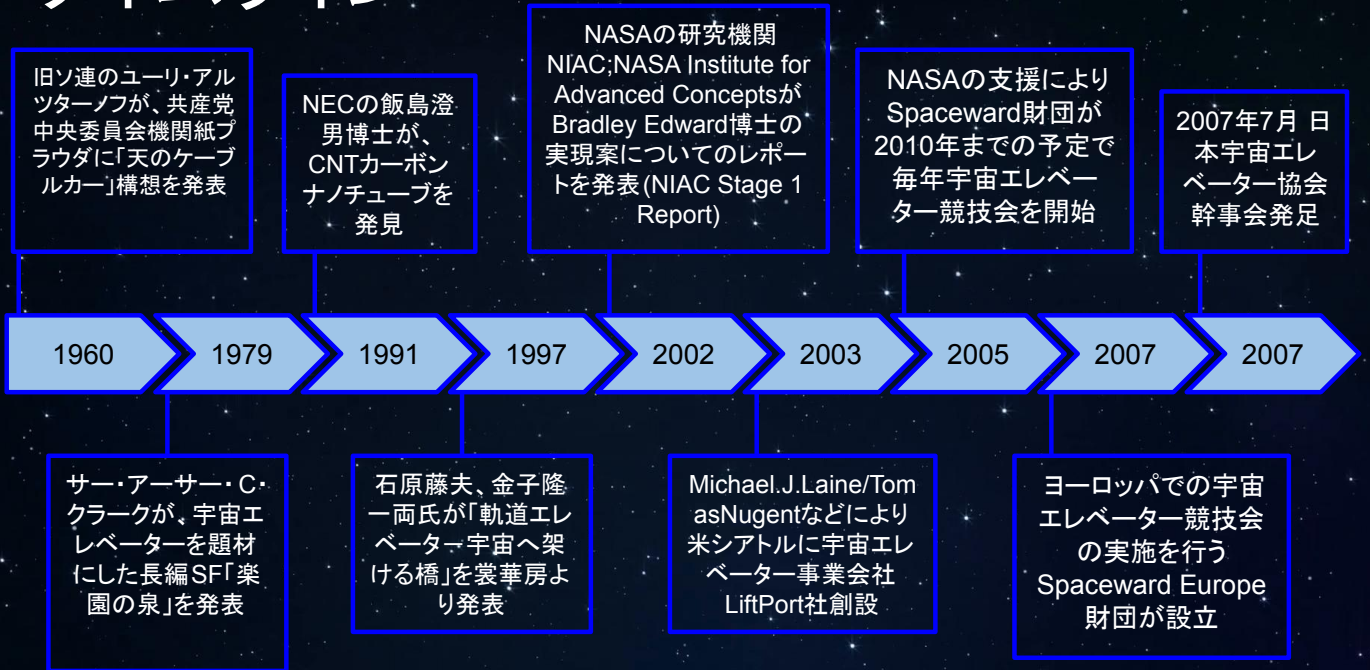 タイムライン
旧ソ連のユーリ・アル
ツターノフが、共産党
中央委員会機関紙プ
ラウダに「天のケーブ
ルカー」構想を発表
NECの飯島澄
男博士が、
CNTカーボン
ナノチューブを
発見
NASAの研究機関
NIAC;NASA Institute for
Advanced Conceptsが
Bradley Edward博士の
実現案についてのレポー
トを発表(NIAC Stage 1
Report)
NASAの支援により
Spaceward財団が
2010年までの予定で
毎年宇宙エレベー
ター競技会を開始
2007年7月 日
本宇宙エレ
ベーター協会
幹事会発足
1960
1979
1991
1997
2002
2003
2005
2007
2007
サー・アーサー・C・
クラークが、宇宙エ
レベーターを題材
にした長編SF「楽
園の泉」を発表
石原藤夫、金子隆
一両氏が「軌道エレ
ベーター宇宙へ架
ける橋」を裳華房よ
り発表
Michael.J.Laine/Tom
asNugentなどにより
米シアトルに宇宙エレ
ベーター事業会社
LiftPort社創設
ヨーロッパでの宇宙
エレベーター競技会
の実施を行う
Spaceward Europe
財団が設立